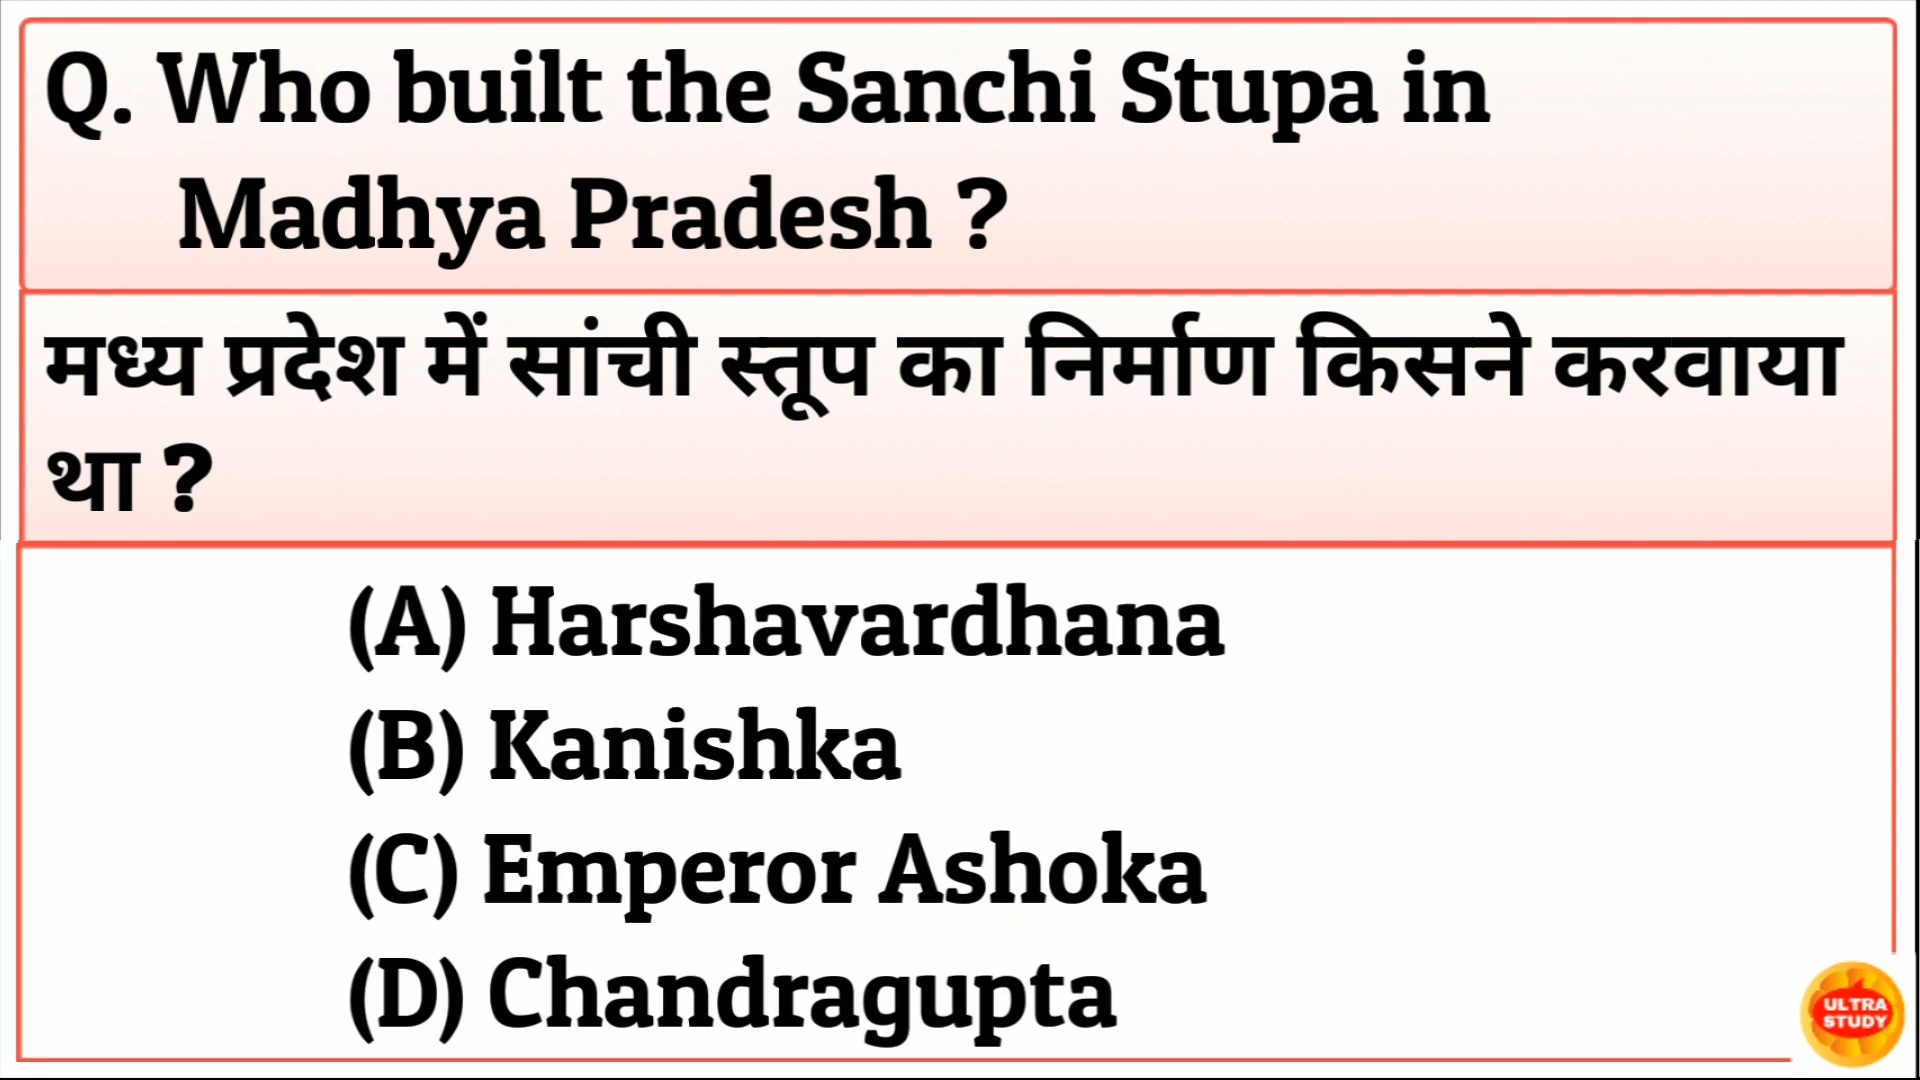 Q. Who built the Sanchi Stupa in
Madhya Pradesh ?
मध्य प्रदेश में सांची स्तूप का निर्माण किसने करवाया
था ?
(A) Harshavardhana
(B) Kanishka
(C) Emperor Ashoka
(D) Chandragupta
ULTRA
STUDY